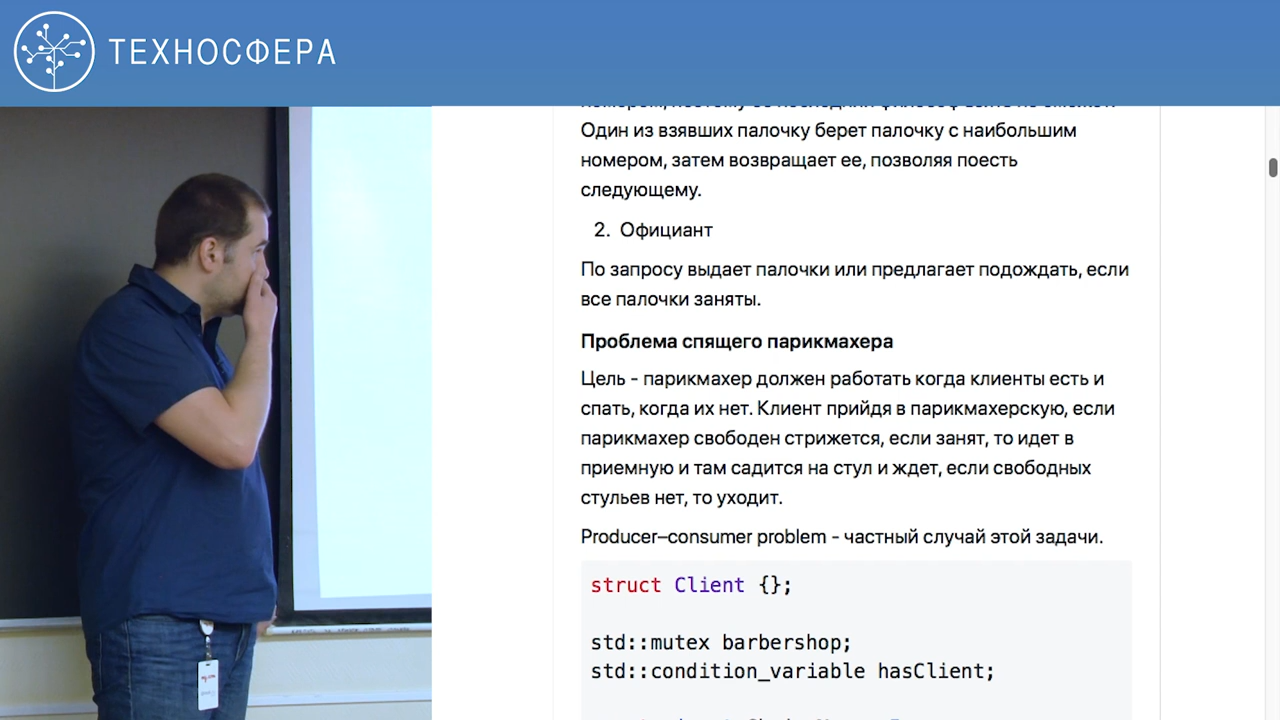 ТЕХНОСФЕРА
Один из взявших палочку берет палочку с наибольшим
номером, затем возвращает ее, позволяя поесть
следующему.
2. Официант
По запросу выдает палочки или предлагает подождать, если
все палочки заняты.
Проблема спящего парикмахера
Цель - парикмахер должен работать когда клиенты есть и
спать, когда их нет. Клиент прийдя в парикмахерскую, если
парикмахер свободен стрижется, если занят, то идет в
приемную и там садится на стул и ждет, если свободных
стульев нет, то уходит.
Producer–consumer problem - частный случай этой задачи.
struct Client {};
std::mutex barbershop;
std::condition_variable hasClient;